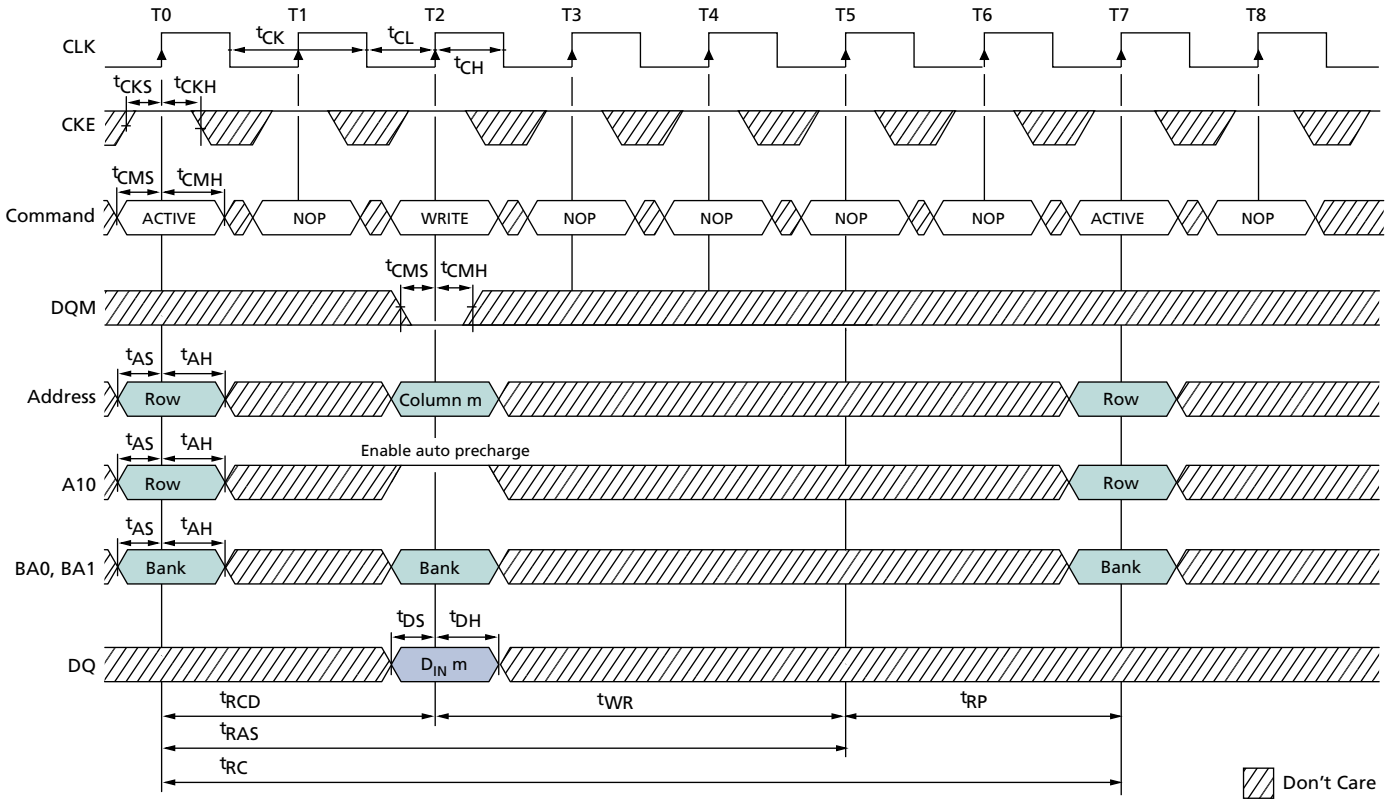 T0 T1 T2 T3 T4 T5 T6 T7 T8
CLK
tCK tCL
tCH
tCKS tCKH
CKE
tCMS tCMH
Command ACTIVE NOP WRITE NOP NOP NOP NOP ACTIVE NOP
tCMS tCMH
DQM
tAS tAH
Address Row Column m Row
tAS tAH Enable auto precharge
A10 Row Row
tAS tAH
BA0, BA1 Bank Bank Bank
tDS tDH
DQ DIN m
tRCD tWR tRP
tRAS
tRC
Don't Care